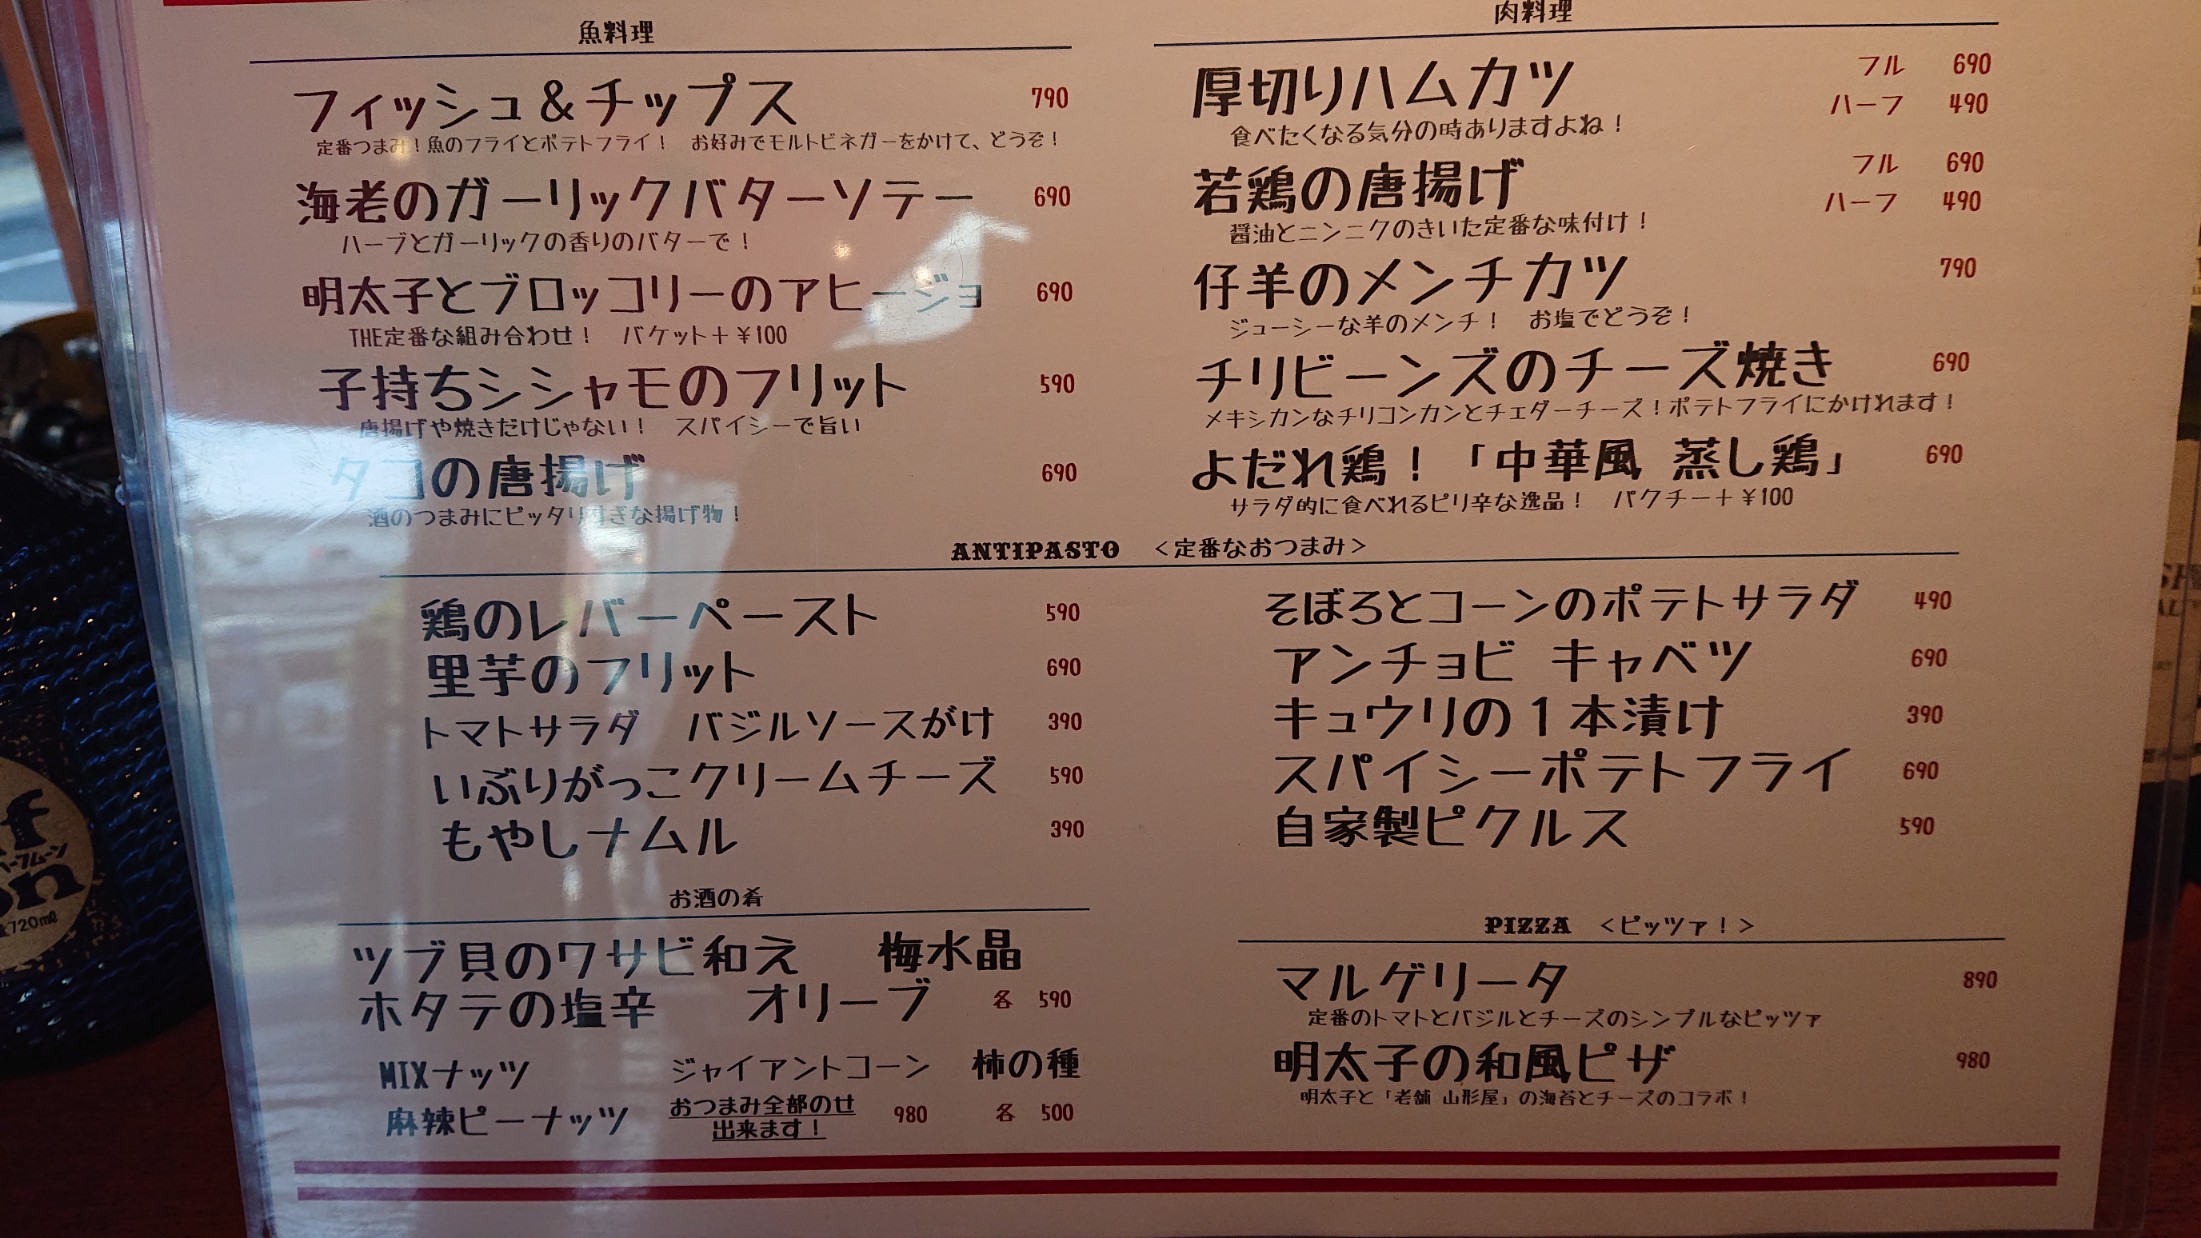 魚料理
フィッシュ&チップス 790
定番つまみ！魚のフライとポテトフライ！ お好みでモルトビネガーをかけて、どうぞ！
海老のガーリックバターソテー 690
ハーブとガーリックの香りのバターで！
明太子とブロッコリーのアヒージョ 690
THE定番な組み合わせ！ バケット＋￥100
子持ちシシャモのフリット 590
唐揚げや焼きだけじゃない！ スパイシーで旨い
タコの唐揚げ 690
酒のつまみにピッタリすぎな揚げ物！
肉料理
厚切りハムカツ フル 690
ハーフ 490
食べたくなる気分の時ありますよね！
若鶏の唐揚げ フル 690
ハーフ 490
醤油とニンニクのきいた定番な味付け！
仔羊のメンチカツ 790
ジューシーな羊のメンチ！ お塩でどうぞ！
チリビーンズのチーズ焼き 690
メキシカンなチリコンカンとチェダーチーズ！ポテトフライにかけれます！
よだれ鶏！「中華風 蒸し鶏」 690
サラダ的に食べれるピリ辛な逸品！ パクチー＋￥100
ANTIPASTO ＜定番なおつまみ＞
鶏のレバーペースト 590
里芋のフリット 690
トマトサラダ バジルソースがけ 390
いぶりがっこクリームチーズ 590
もやしナムル 390
そぼろとコーンのポテトサラダ 490
アンチョビ キャベツ 690
キュウリの1本漬け 390
スパイシーポテトフライ 690
自家製ピクルス 590
お酒の肴
ツブ貝のワサビ和え 梅水晶
ホタテの塩辛 オリーブ 各 590
MIXナッツ ジャイアントコーン 柿の種
麻辣ピーナッツ おつまみ全部のせ 980 各 500
出来ます！
PIZZA ＜ピッツァ！＞
マルゲリータ 890
定番のトマトとバジルとチーズのシンプルなピッツァ
明太子の和風ピザ 980
明太子と「老舗 山形屋」の海苔とチーズのコラボ！
ハーフムーン
720ml